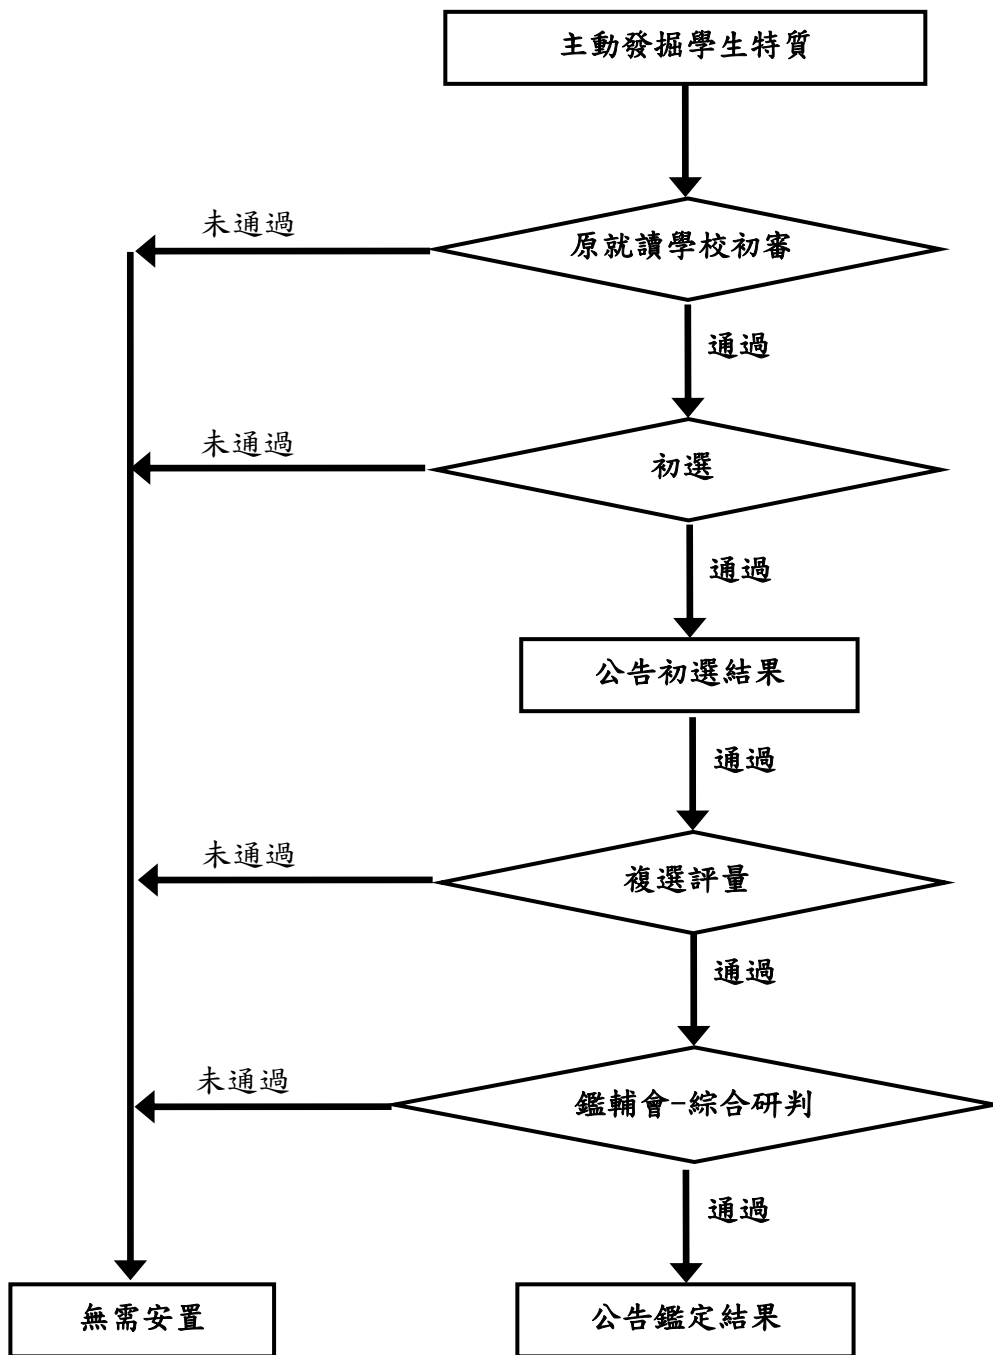 主動發掘學生特質
未通過
原就讀學校初審
通過
未通過
初選
通過
公告初選結果
通過
未通過
複選評量
通過
未通過
鑑輔會-綜合研判
通過
無需安置
公告鑑定結果